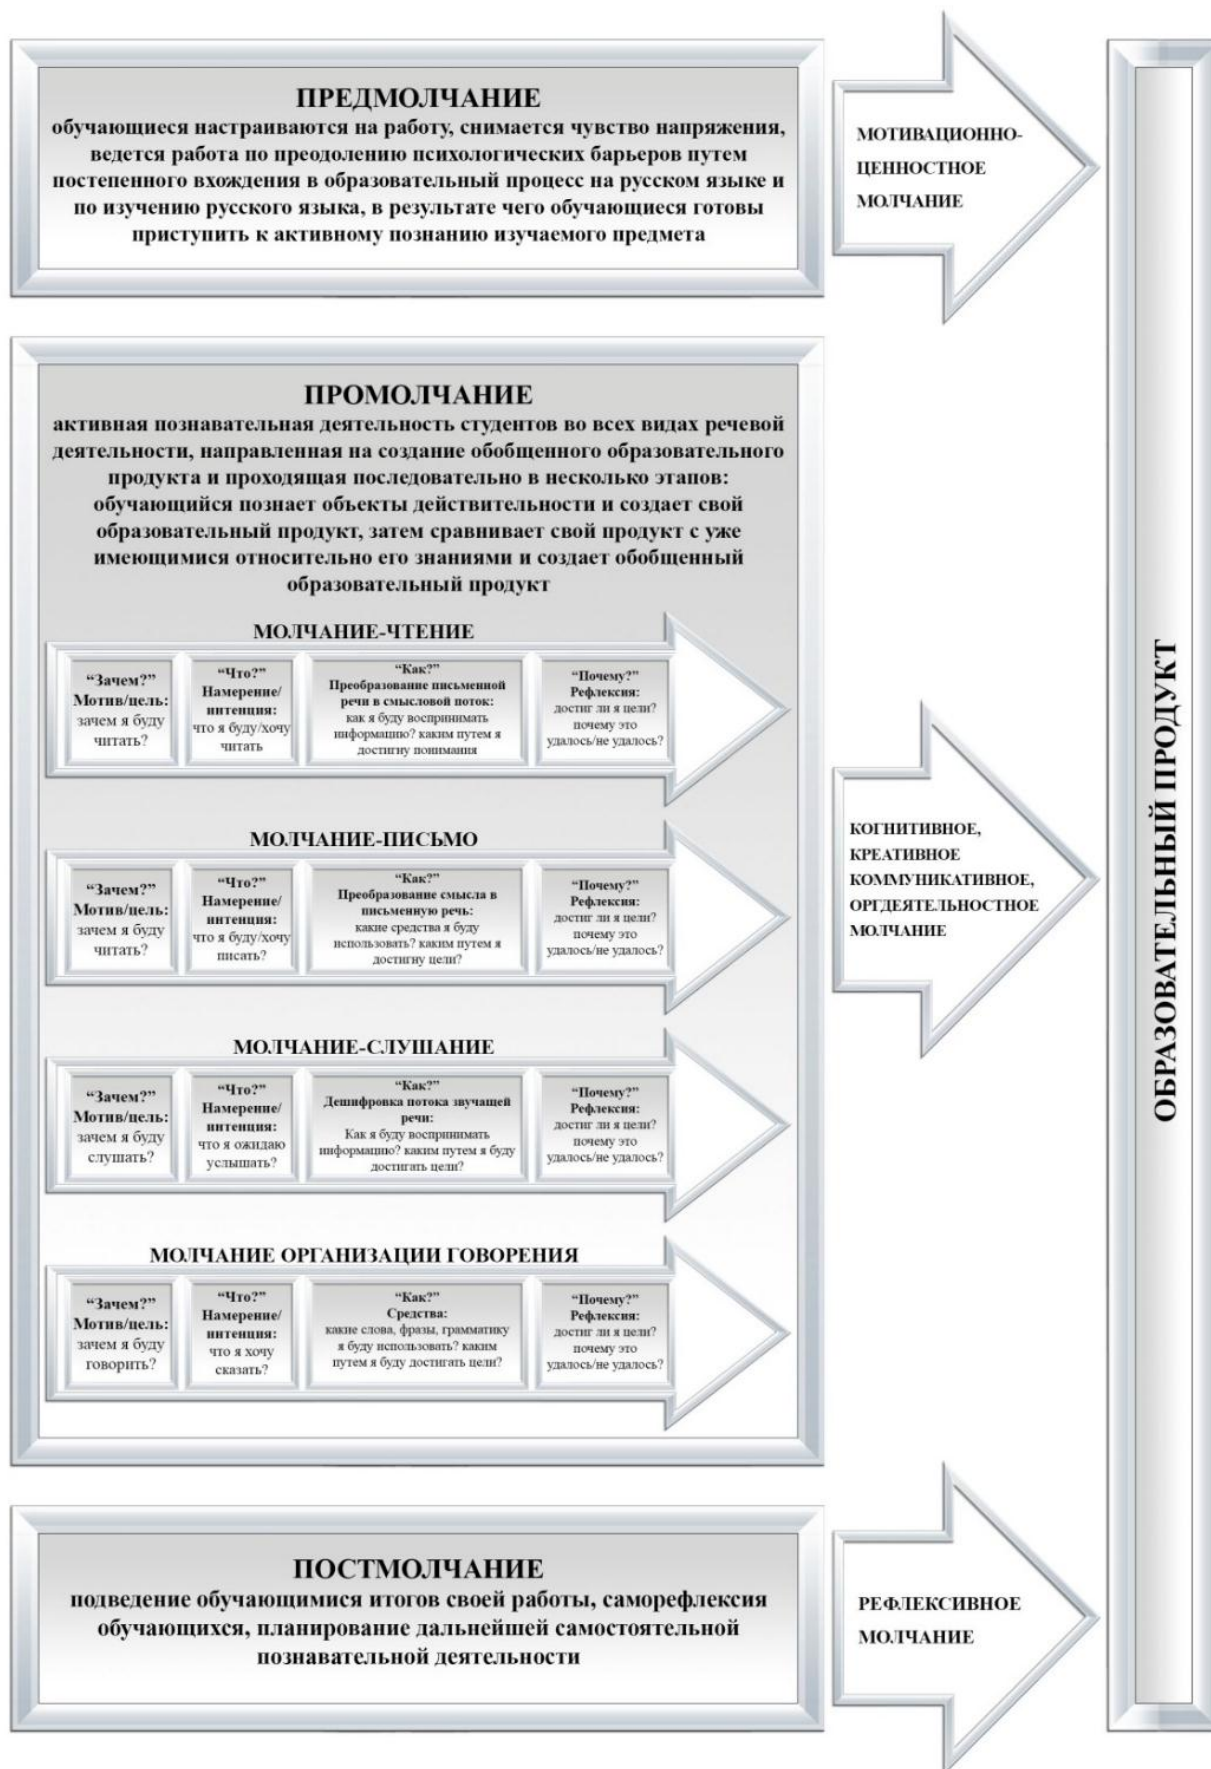 ПРЕДМОЛЧАНИЕ
обучающиеся настраиваются на работу, снимается чувство напряжения,
ведется работа по преодолению психологических барьеров путем
постепенного вхождения в образовательный процесс на русском языке и
по изучению русского языка, в результате чего обучающиеся готовы
приступить к активному познанию изучаемого предмета
МОТИВАЦИОННО-
ЦЕННОСТНОЕ
МОЛЧАНИЕ
ПРОМОЛЧАНИЕ
активная познавательная деятельность студентов во всех видах речевой
деятельности, направленная на создание обобщенного образовательного
продукта и проходящая последовательно в несколько этапов:
обучающийся познает объекты действительности и создает свой
образовательный продукт, затем сравнивает свой продукт с уже
имеющимися относительно его знаниями и создает обобщенный
образовательный продукт
МОЛЧАНИЕ-ЧТЕНИЕ
“Зачем?”
Мотив/цель:
зачем я буду
читать?
“Что?”
Намерение/
интенция:
что я буду/хочу
читать
“Как?”
Преобразование письменной
речи в смысловой поток:
как я буду воспринимать
информацию? каким путем я
достигну понимания
“Почему?”
Рефлексия:
достиг ли я цели?
почему это
удалось/не удалось?
МОЛЧАНИЕ-ПИСЬМО
“Зачем?”
Мотив/цель:
зачем я буду
читать?
“Что?”
Намерение/
интенция:
что я буду/хочу
писать?
“Как?”
Преобразование смысла в
письменную речь:
какие средства я буду
использовать? каким путем я
достигну цели?
“Почему?”
Рефлексия:
достиг ли я цели?
почему это
удалось/не удалось?
МОЛЧАНИЕ-СЛУШАНИЕ
“Зачем?”
Мотив/цель:
зачем я буду
слушать?
“Что?”
Намерение/
интенция:
что я ожидаю
услышать?
“Как?”
Дешифровка потока звучащей
речи:
Как я буду воспринимать
информацию? каким путем я буду
достигать цели?
“Почему?”
Рефлексия:
достиг ли я цели?
почему это
удалось/не удалось?
МОЛЧАНИЕ ОРГАНИЗАЦИИ ГОВОРЕНИЯ
“Зачем?”
Мотив/цель:
зачем я буду
говорить?
“Что?”
Намерение/
интенция:
что я хочу
сказать?
“Как?”
Средства:
какие слова, фразы, грамматику
я буду использовать? каким
путем я буду достигать цели?
“Почему?”
Рефлексия:
достиг ли я цели?
почему это
удалось/не удалось?
КОГНИТИВНОЕ,
КРЕАТИВНОЕ
КОММУНИКАТИВНОЕ,
ОРГДЕЯТЕЛЬНОСТНОЕ
МОЛЧАНИЕ
ПОСТМОЛЧАНИЕ
подведение обучающимися итогов своей работы, саморефлексия
обучающихся, планирование дальнейшей самостоятельной
познавательной деятельности
РЕФЛЕКСИВНОЕ
МОЛЧАНИЕ
ОБРАЗОВАТЕЛЬНЫЙ ПРОДУКТ